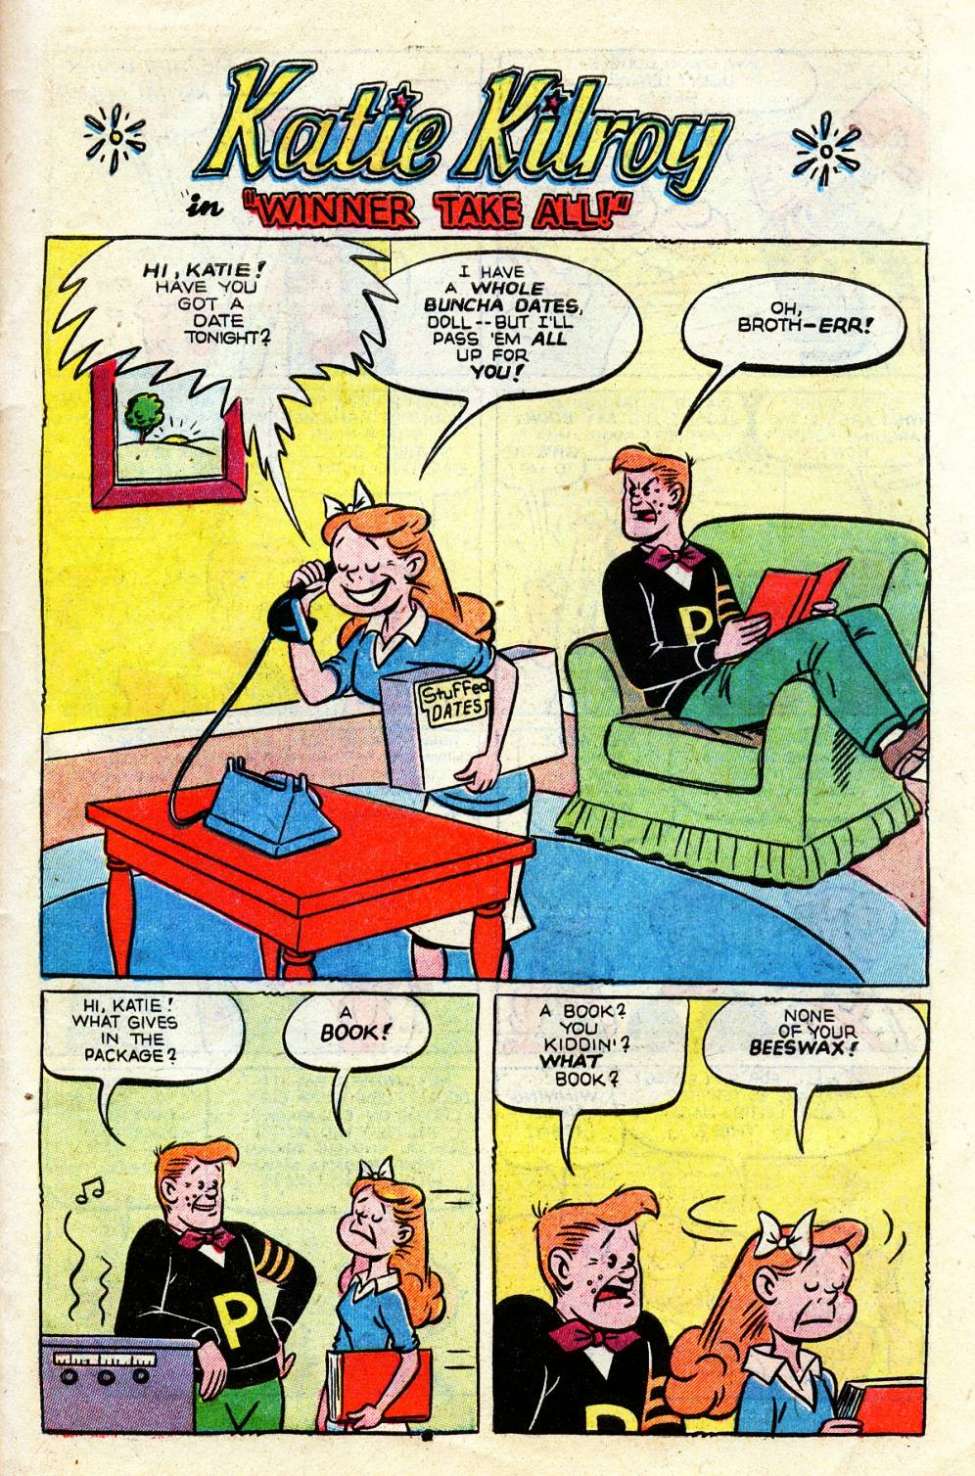 Katie Kilroy
in "WINNER TAKE ALL!"
HI, KATIE!
HAVE YOU
GOT A
DATE
TONIGHT?
I HAVE
A WHOLE
BUNCHA DATES,
DOLL--BUT I'LL
PASS 'EM ALL
UP FOR
YOU!
OH,
BROTH-ERR!
Stuffed
DATES
P
HI, KATIE!
WHAT GIVES
IN THE
PACKAGE?
A
BOOK!
P
A BOOK?
YOU
KIDDIN'?
WHAT
BOOK?
NONE
OF YOUR
BEESWAX!
P